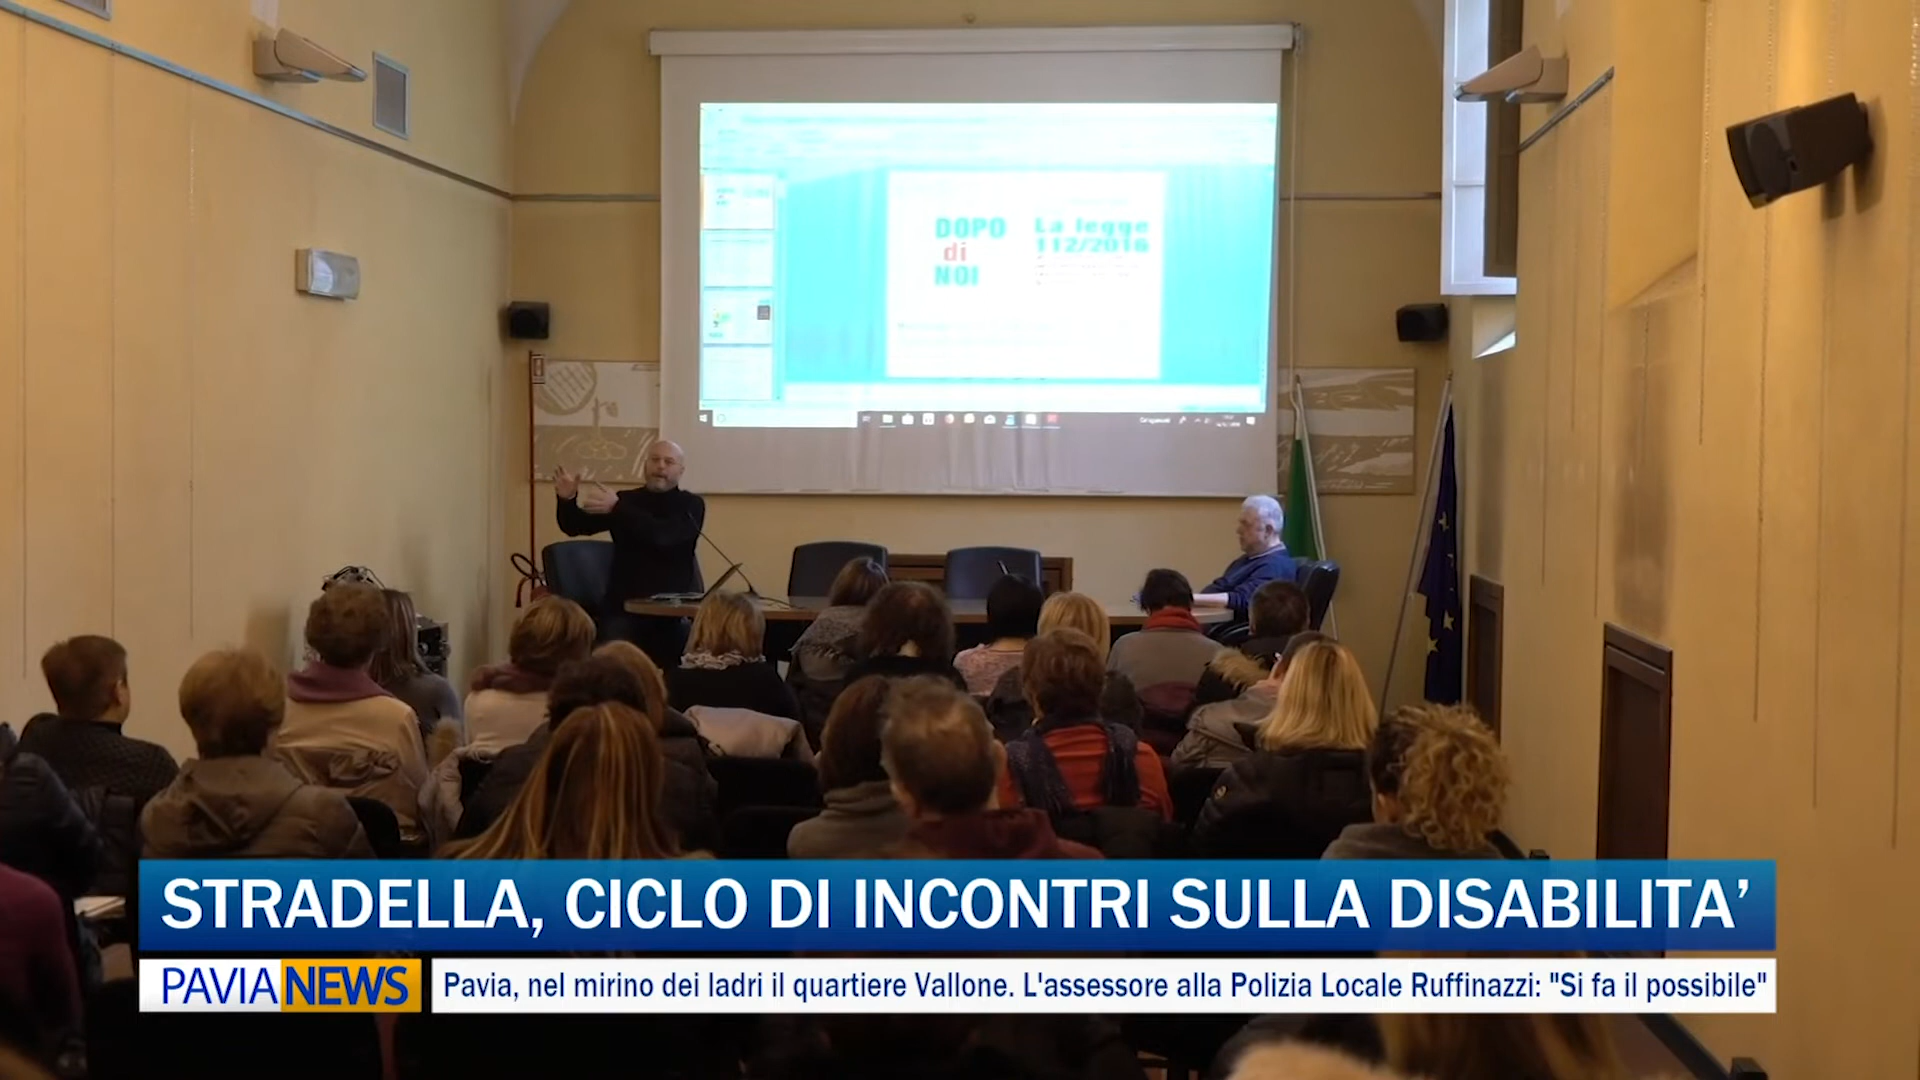 DOPO
di
NOI
La legge
112/2016
STRADELLA, CICLO DI INCONTRI SULLA DISABILITA’
PAVIA NEWS
Pavia, nel mirino dei ladri il quartiere Vallone. L'assessore alla Polizia Locale Ruffinazzi: "Si fa il possibile"